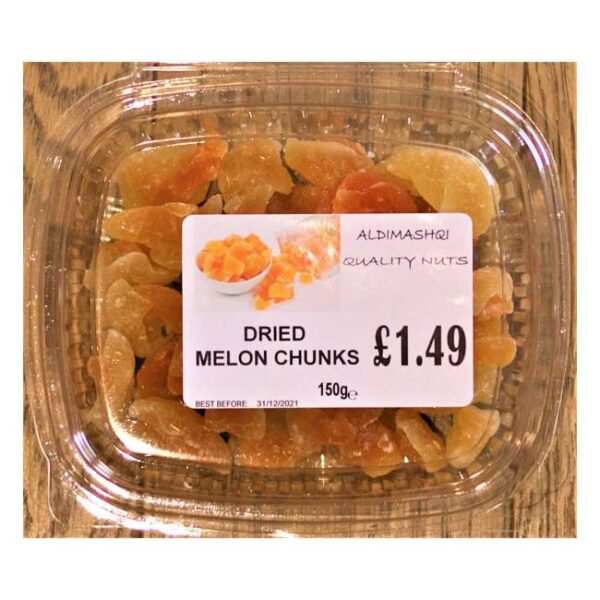 ALDIMASHQI
QUALITY NUTS
DRIED
MELON CHUNKS
£1.49
150g℮
BEST BEFORE: 31/12/2021